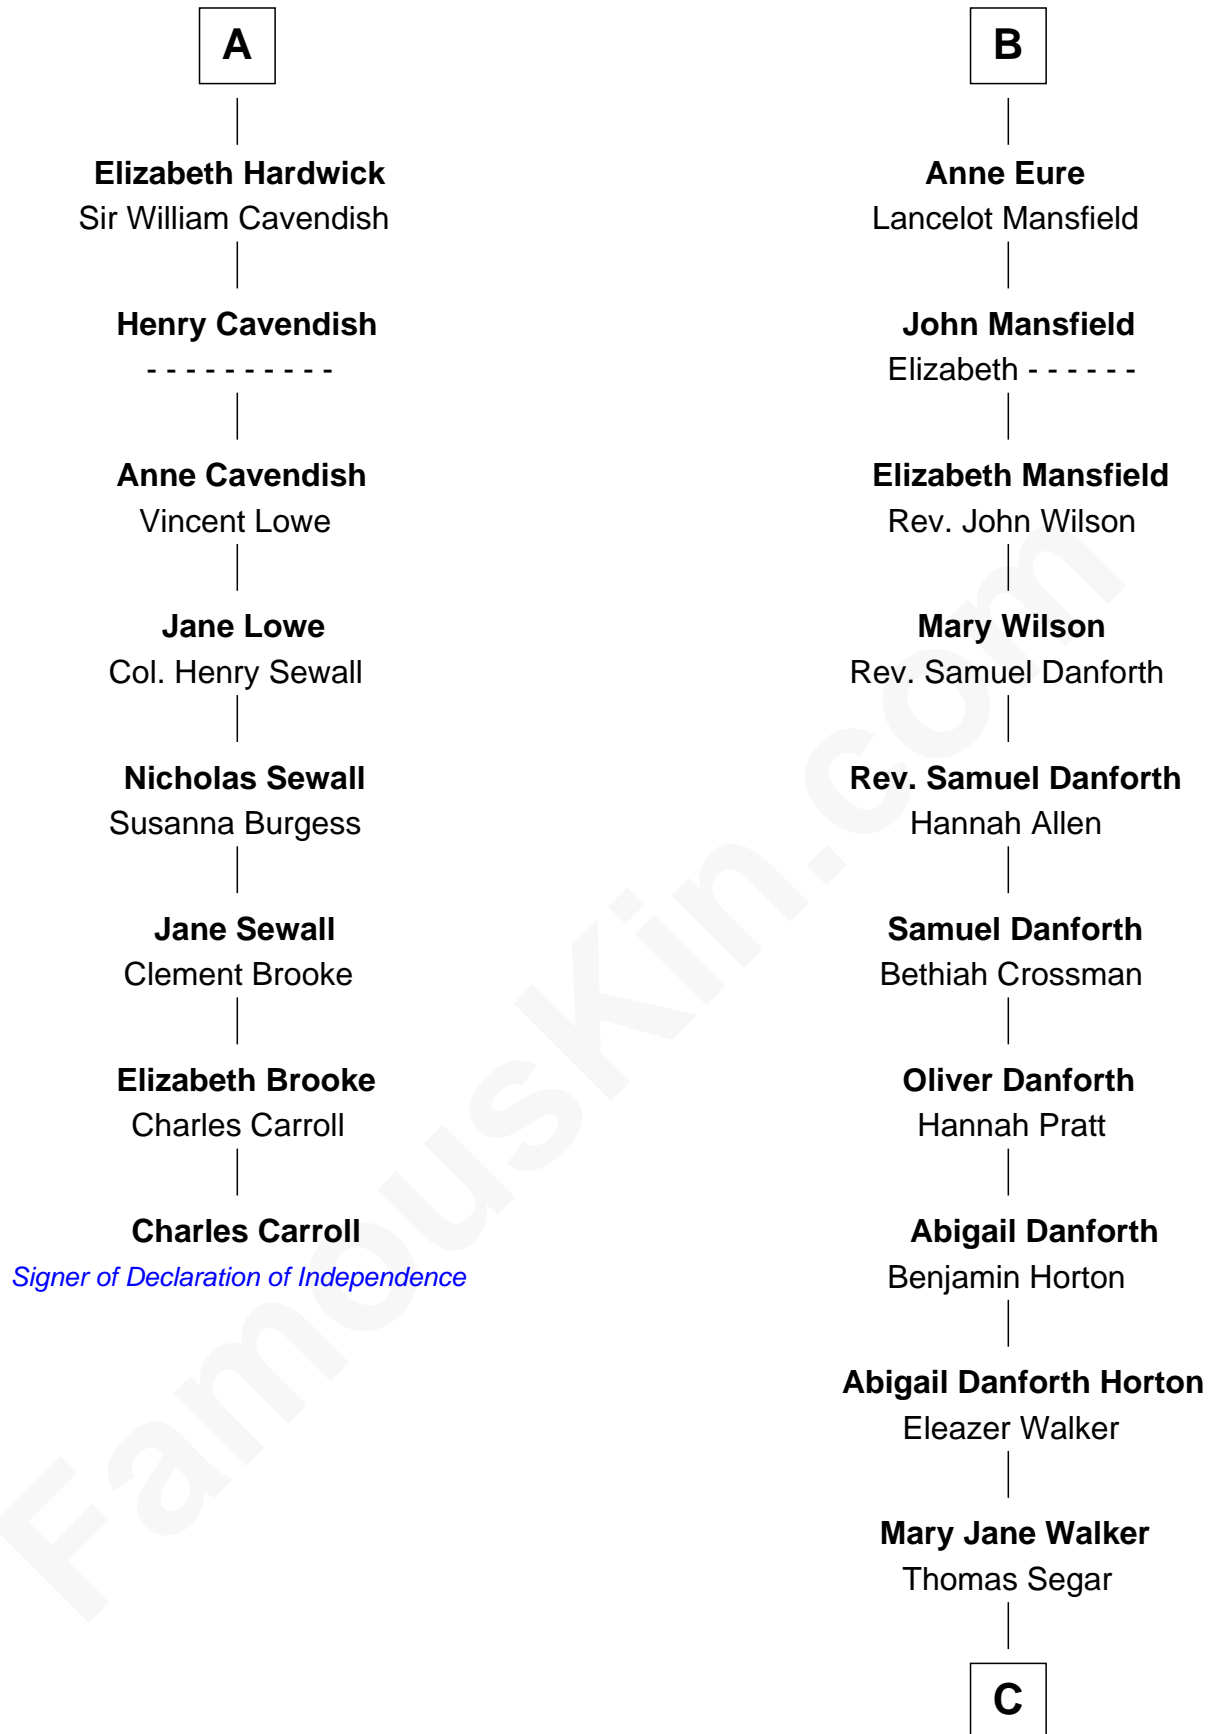 A
Elizabeth Hardwick
Sir William Cavendish
Henry Cavendish
- - - - - - - - - -
Anne Cavendish
Vincent Lowe
Jane Lowe
Col. Henry Sewall
Nicholas Sewall
Susanna Burgess
Jane Sewall
Clement Brooke
Elizabeth Brooke
Charles Carroll
Charles Carroll
Signer of Declaration of Independence
B
Anne Eure
Lancelot Mansfield
John Mansfield
Elizabeth - - - - - -
Elizabeth Mansfield
Rev. John Wilson
Mary Wilson
Rev. Samuel Danforth
Rev. Samuel Danforth
Hannah Allen
Samuel Danforth
Bethiah Crossman
Oliver Danforth
Hannah Pratt
Abigail Danforth
Benjamin Horton
Abigail Danforth Horton
Eleazer Walker
Mary Jane Walker
Thomas Segar
C
FamousKin.com